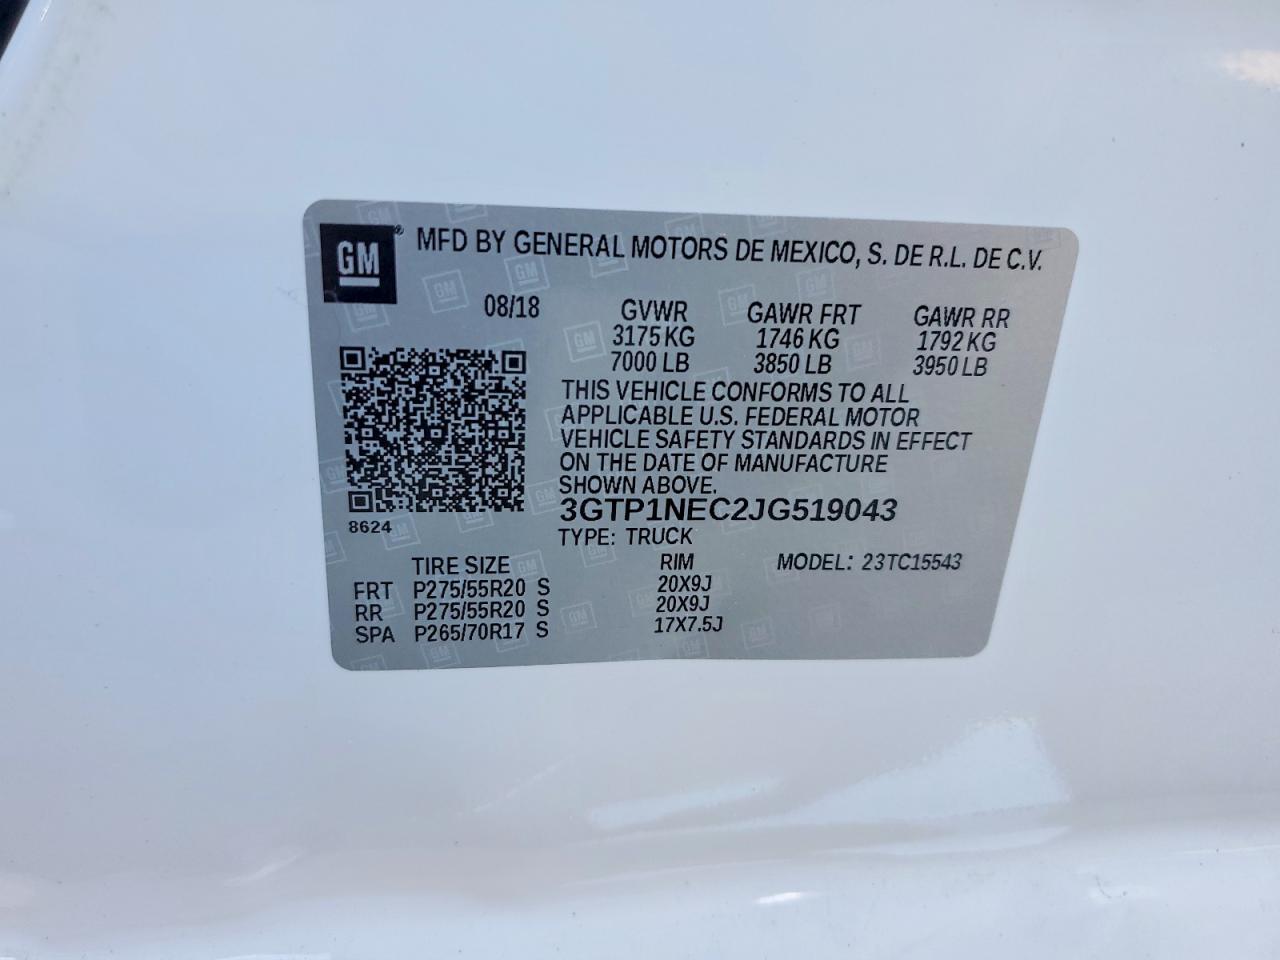 GM® MFD BY GENERAL MOTORS DE MEXICO, S. DE R.L. DE C.V.
08/18 GVWR GAWR FRT GAWR RR
3175 KG 1746 KG 1792 KG
7000 LB 3850 LB 3950 LB
THIS VEHICLE CONFORMS TO ALL
APPLICABLE U.S. FEDERAL MOTOR
VEHICLE SAFETY STANDARDS IN EFFECT
ON THE DATE OF MANUFACTURE
SHOWN ABOVE.
3GTP1NEC2JG519043
8624
TYPE: TRUCK
TIRE SIZE RIM MODEL: 23TC15543
FRT P275/55R20 S 20X9J
RR P275/55R20 S 20X9J
SPA P265/70R17 S 17X7.5J